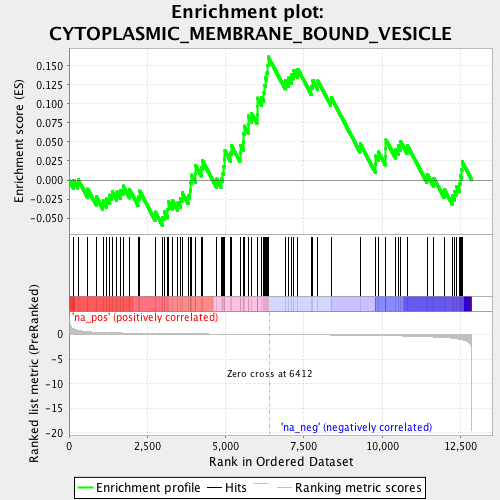 Enrichment plot:
CYTOPLASMIC_MEMBRANE_BOUND_VESICLE
Enrichment score (ES)
0.150
0.125
0.100
0.075
0.050
0.025
0.000
-0.025
-0.050
'na_pos' (positively correlated)
Ranked list metric (PreRanked)
0
-5
-10
-15
-20
Zero cross at 6412
'na_neg' (negatively correlated)
0
2,500
5,000
7,500
10,000
12,500
Rank in Ordered Dataset
Enrichment profile
Hits
Ranking metric scores